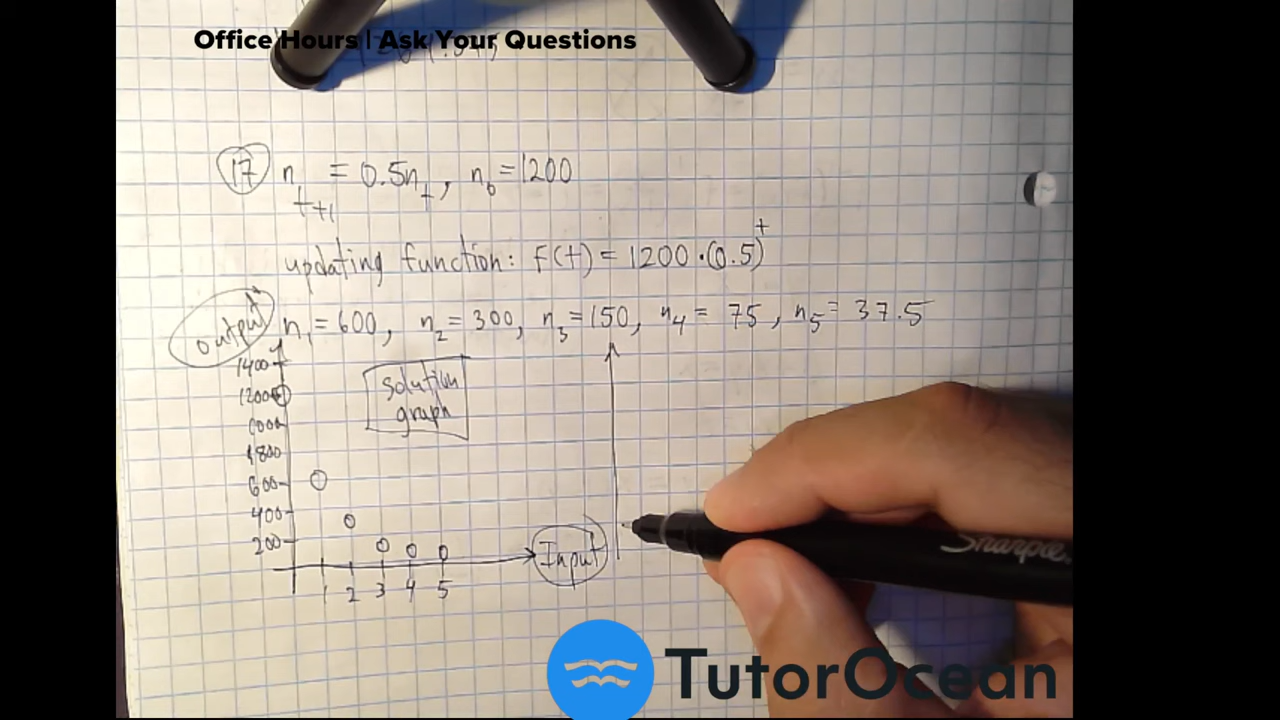 Office Hours | Ask Your Questions
17 n_{t+1} = 0.5n_t, n_0 = 1200
updating function: f(t) = 1200·(0.5)^t
output n_1 = 600, n_2 = 300, n_3 = 150, n_4 = 75, n_5 = 37.5
1400
1200
solution
graph
800
600
400
200
Input
1 2 3 4 5
Sharpie
TutorOcean